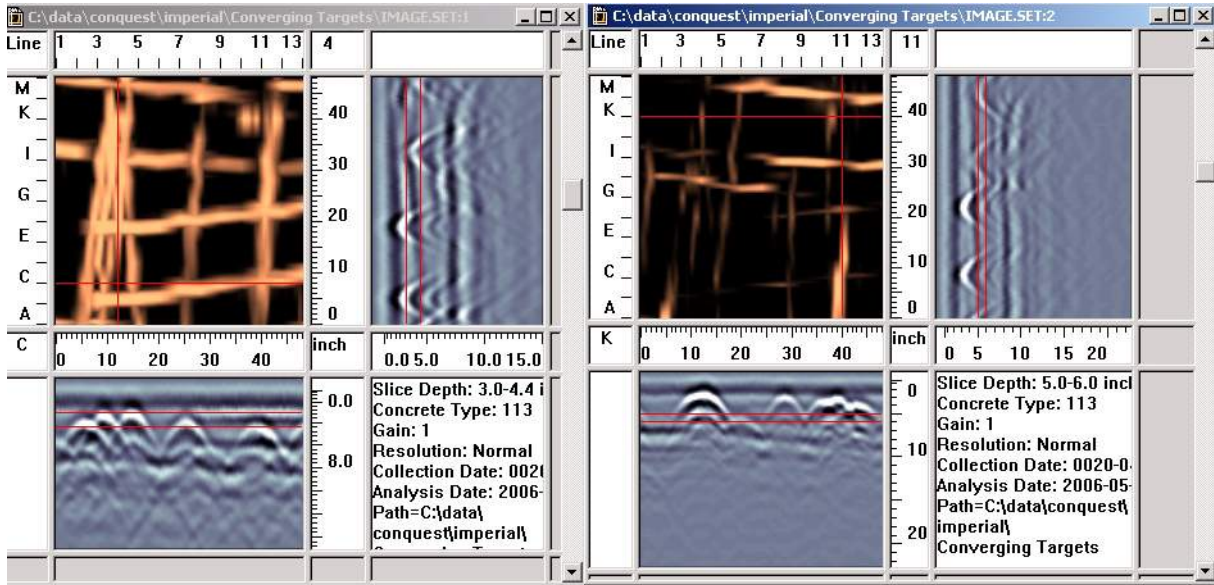 C:\data\conquest\imperial\Converging Targets\IMAGE.SET:1
Line 1 3 5 7 9 11 13 4
M
K
I
G
E
C
A
40
30
20
10
0
C 0 10 20 30 40 inch 0.0 5.0 10.0 15.0
0.0
8.0
Slice Depth: 3.0-4.4 i
Concrete Type: 113
Gain: 1
Resolution: Normal
Collection Date: 0020
Analysis Date: 2006-
Path=C:\data\
conquest\imperial\
C:\data\conquest\imperial\Converging Targets\IMAGE.SET:2
Line 1 3 5 7 9 11 13 11
M
K
I
G
E
C
A
40
30
20
10
0
K 0 10 20 30 40 inch 0 5 10 15 20
0
10
20
Slice Depth: 5.0-6.0 incl
Concrete Type: 113
Gain: 1
Resolution: Normal
Collection Date: 0020-0
Analysis Date: 2006-05-
Path=C:\data\conquest\
imperial\
Converging Targets